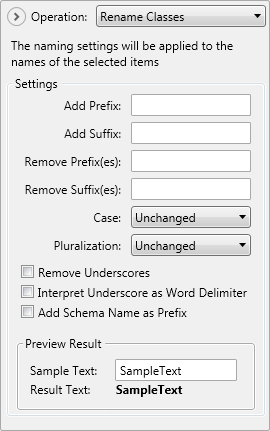 Operation: Rename Classes
The naming settings will be applied to the
names of the selected items
Settings
Add Prefix:
Add Suffix:
Remove Prefix(es):
Remove Suffix(es):
Case: Unchanged
Pluralization: Unchanged
Remove Underscores
Interpret Underscore as Word Delimiter
Add Schema Name as Prefix
Preview Result
Sample Text: SampleText
Result Text: SampleText